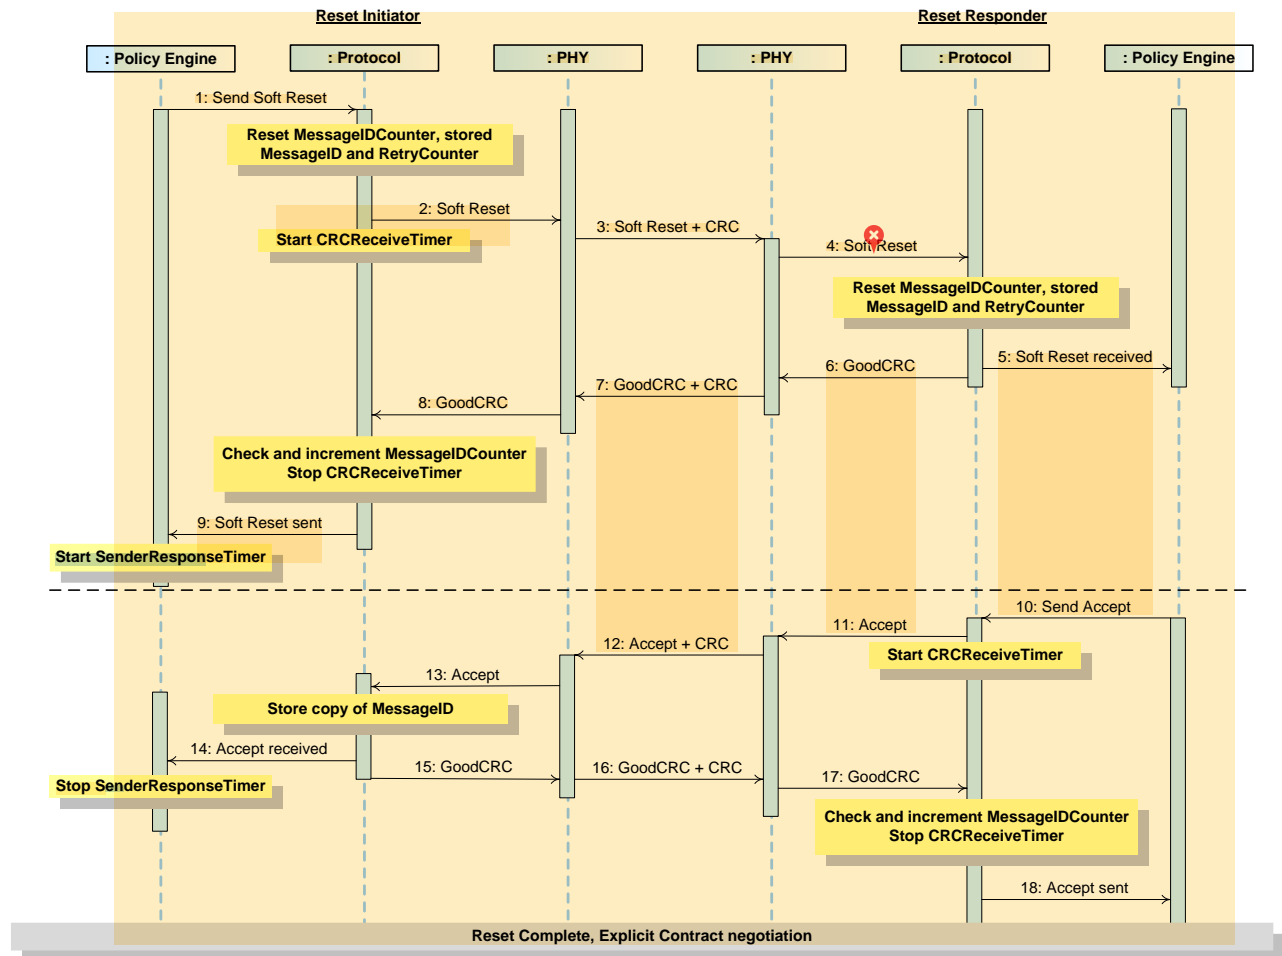 Reset Initiator
Reset Responder
: Policy Engine
: Protocol
: PHY
: PHY
: Protocol
: Policy Engine
1: Send Soft Reset
Reset MessageIDCounter, stored
MessageID and RetryCounter
2: Soft Reset
Start CRCReceiveTimer
3: Soft Reset + CRC
4: Soft Reset
Reset MessageIDCounter, stored
MessageID and RetryCounter
5: Soft Reset received
6: GoodCRC
7: GoodCRC + CRC
8: GoodCRC
Check and increment MessageIDCounter
Stop CRCReceiveTimer
9: Soft Reset sent
Start SenderResponseTimer
10: Send Accept
11: Accept
Start CRCReceiveTimer
12: Accept + CRC
13: Accept
Store copy of MessageID
14: Accept received
15: GoodCRC
16: GoodCRC + CRC
17: GoodCRC
Stop SenderResponseTimer
Check and increment MessageIDCounter
Stop CRCReceiveTimer
18: Accept sent
Reset Complete, Explicit Contract negotiation